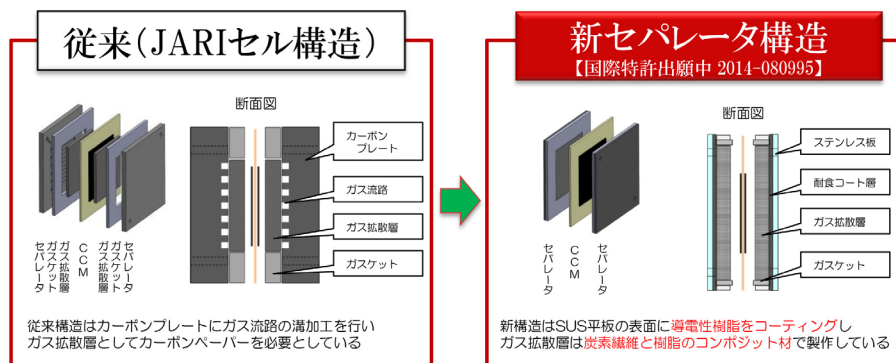 従来(JARIセル構造)
断面図
カーボン
プレート
ガス流路
ガス拡散層
ガスケット
セパレータ
ガスケット
ガス拡散層
CCM
ガス拡散層
ガスケット
セパレータ
従来構造はカーボンプレートにガス流路の溝加工を行い
ガス拡散層としてカーボンペーパーを必要としている
新セパレータ構造
【国際特許出願中 2014-080995】
断面図
ステンレス板
耐食コート層
ガス拡散層
ガスケット
セパレータ
CCM
セパレータ
新構造はSUS平板の表面に導電性樹脂をコーティングし
ガス拡散層は炭素繊維と樹脂のコンポジット材で製作している